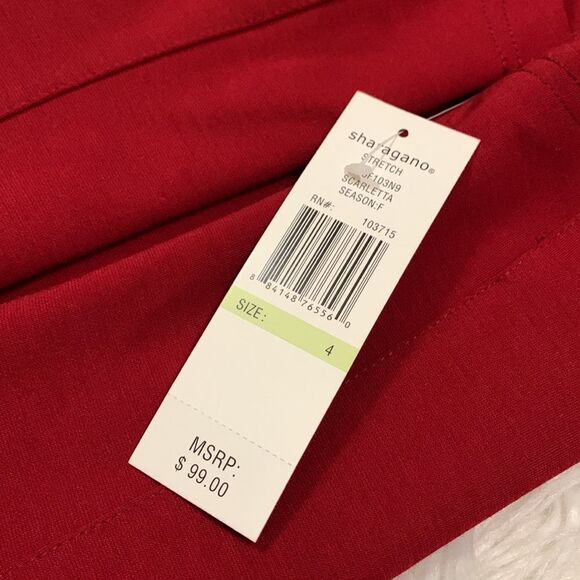 sharagano®
STRETCH
SCARLETTA
SEASON:F
RN#: 103715
8 84148 76556 0
SIZE: 4
MSRP:
$ 99.00